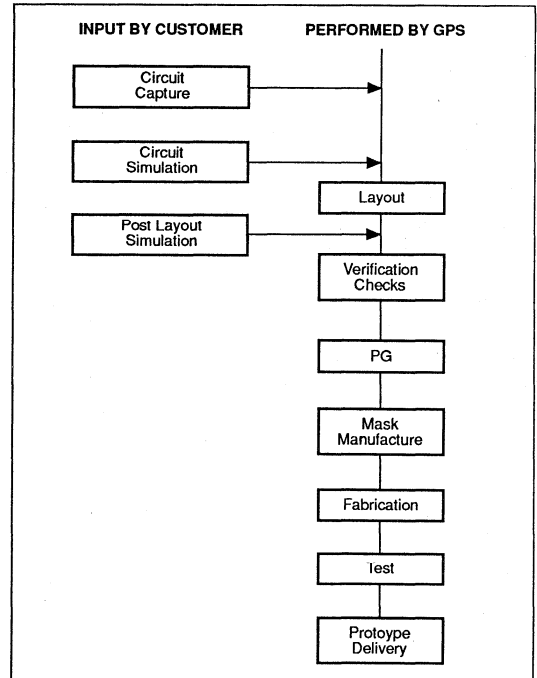 INPUT BY CUSTOMER
PERFORMED BY GPS
Circuit
Capture
Circuit
Simulation
Layout
Post Layout
Simulation
Verification
Checks
PG
Mask
Manufacture
Fabrication
Test
Protoype
Delivery